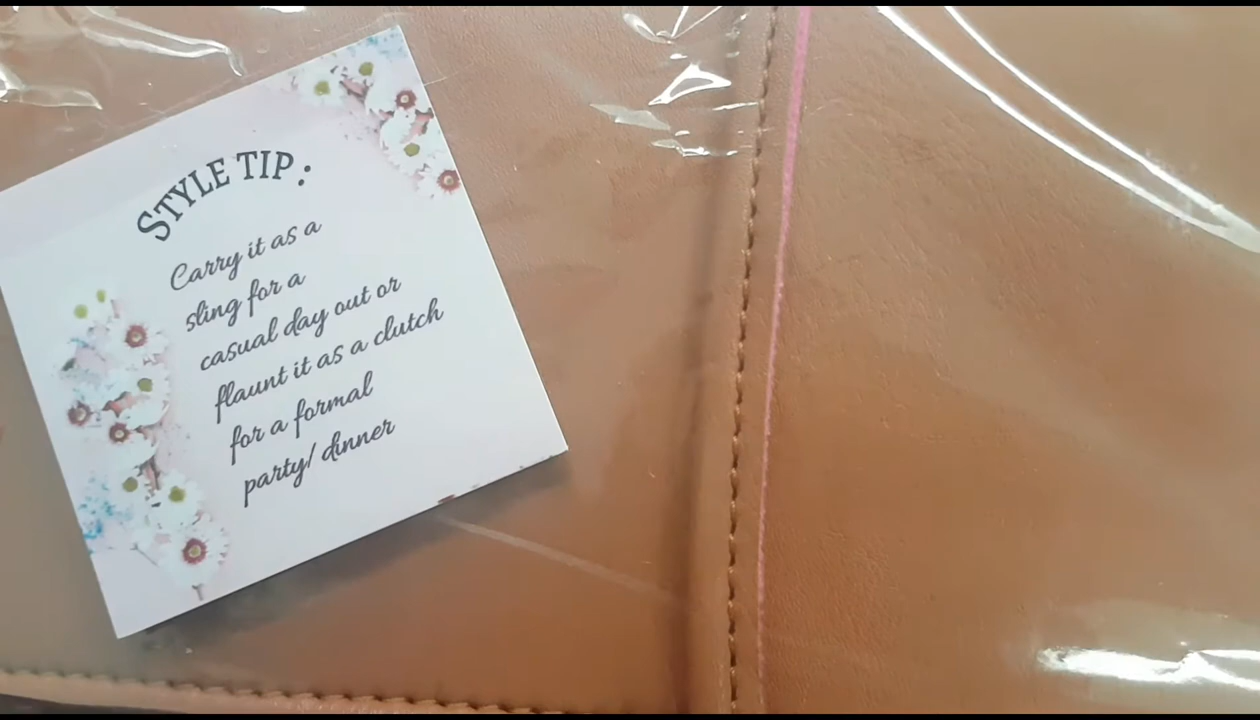 STYLE TIP:
Carry it as a
sling for a
casual day out or
flaunt it as a clutch
for a formal
party/ dinner